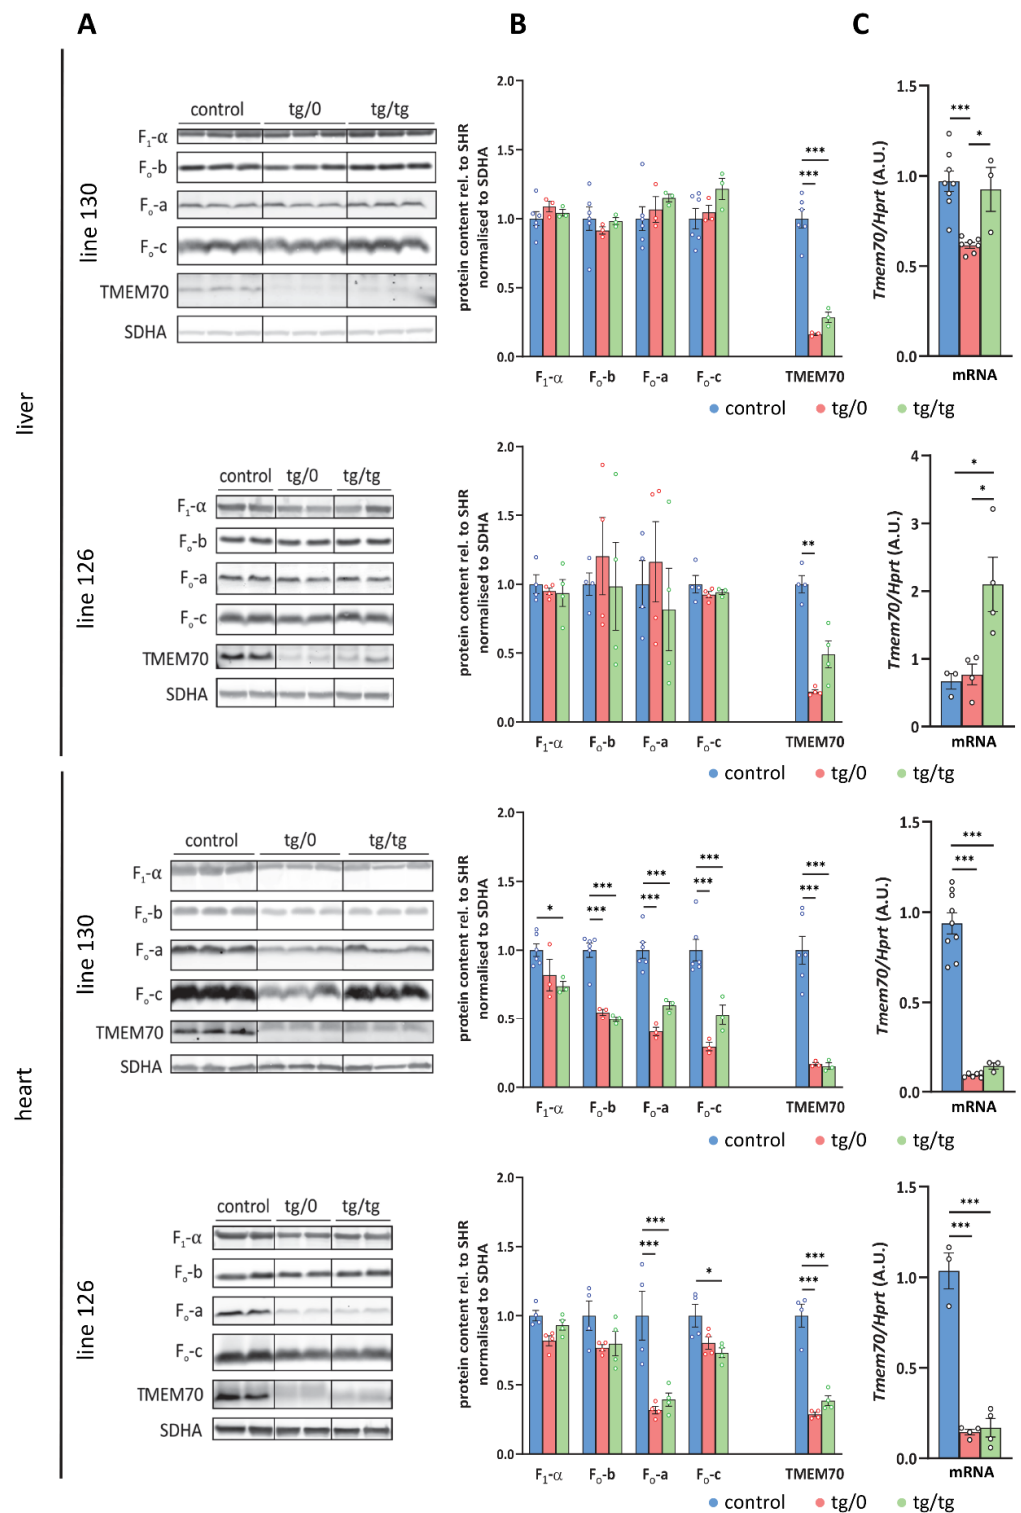 A
B
C
liver
heart
line 130
control tg/0 tg/tg
F1-α
Fo-b
Fo-a
Fo-c
TMEM70
SDHA
protein content rel. to SHR
normalised to SDHA
2.0
1.5
1.0
0.5
0.0
*** 
***
F1-α Fo-b Fo-a Fo-c TMEM70
control tg/0 tg/tg
Tmem70/Hprt (A.U.)
1.5
1.0
0.5
0.0
***
*
mRNA
line 126
control tg/0 tg/tg
F1-α
Fo-b
Fo-a
Fo-c
TMEM70
SDHA
protein content rel. to SHR
normalised to SDHA
2.0
1.5
1.0
0.5
0.0
**
F1-α Fo-b Fo-a Fo-c TMEM70
control tg/0 tg/tg
Tmem70/Hprt (A.U.)
4
3
2
1
0
*
*
mRNA
line 130
control tg/0 tg/tg
F1-α
Fo-b
Fo-a
Fo-c
TMEM70
SDHA
protein content rel. to SHR
normalised to SDHA
2.0
1.5
1.0
0.5
0.0
* *** *** *** ***
*** *** *** ***
F1-α Fo-b Fo-a Fo-c TMEM70
control tg/0 tg/tg
Tmem70/Hprt (A.U.)
1.5
1.0
0.5
0.0
***
***
mRNA
line 126
control tg/0 tg/tg
F1-α
Fo-b
Fo-a
Fo-c
TMEM70
SDHA
protein content rel. to SHR
normalised to SDHA
2.0
1.5
1.0
0.5
0.0
*** * ***
*** ***
F1-α Fo-b Fo-a Fo-c TMEM70
control tg/0 tg/tg
Tmem70/Hprt (A.U.)
1.5
1.0
0.5
0.0
***
***
mRNA